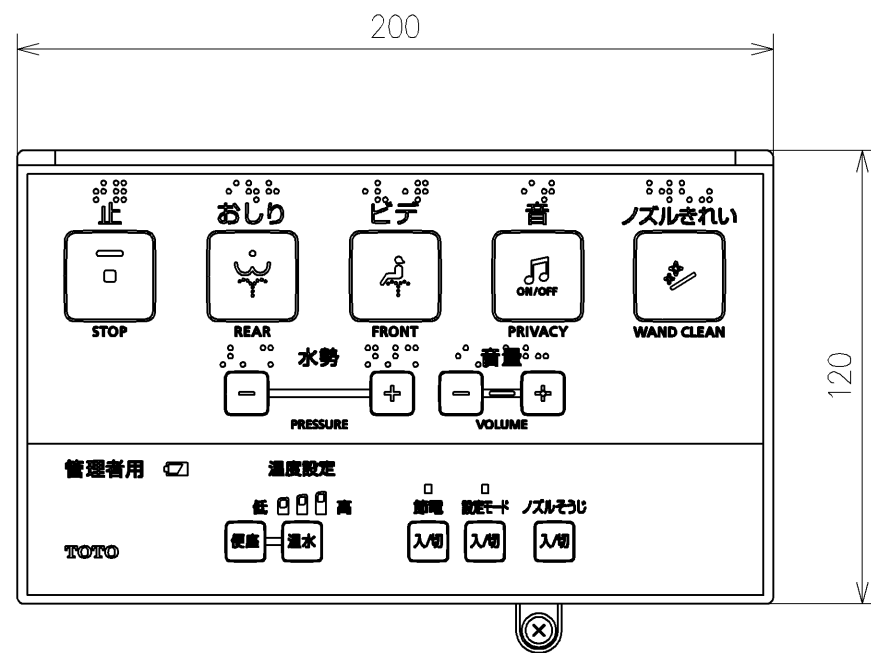 200
止 おしり ビデ 音 ノズルきれい
ON/OFF
STOP REAR FRONT PRIVACY WAND CLEAN
水勢 音量
− + − +
PRESSURE VOLUME
120
管理者用 温度設定
低 高 節電 設定モード ノズルそうじ
便座 温水 入/切 入/切 入/切
TOTO